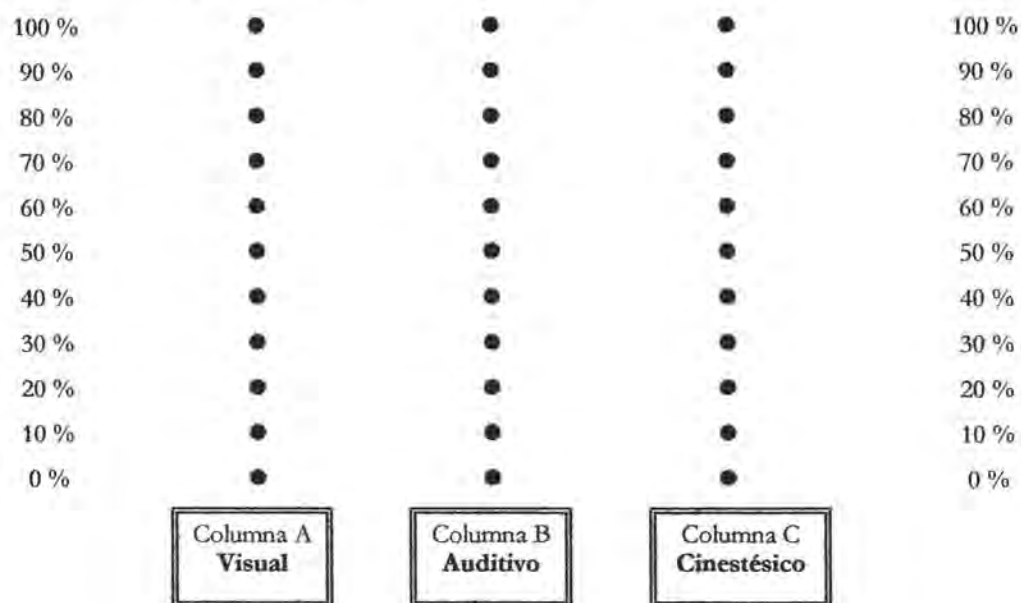 100 % 100 %
90 % 90 %
80 % 80 %
70 % 70 %
60 % 60 %
50 % 50 %
40 % 40 %
30 % 30 %
20 % 20 %
10 % 10 %
0 % 0 %
Columna A Columna B Columna C
Visual Auditivo Cinestésico